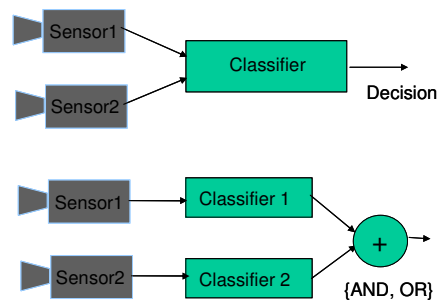 Sensor1
Classifier
Sensor2
Decision
Sensor1
Classifier 1
+
Sensor2
Classifier 2
{AND, OR}